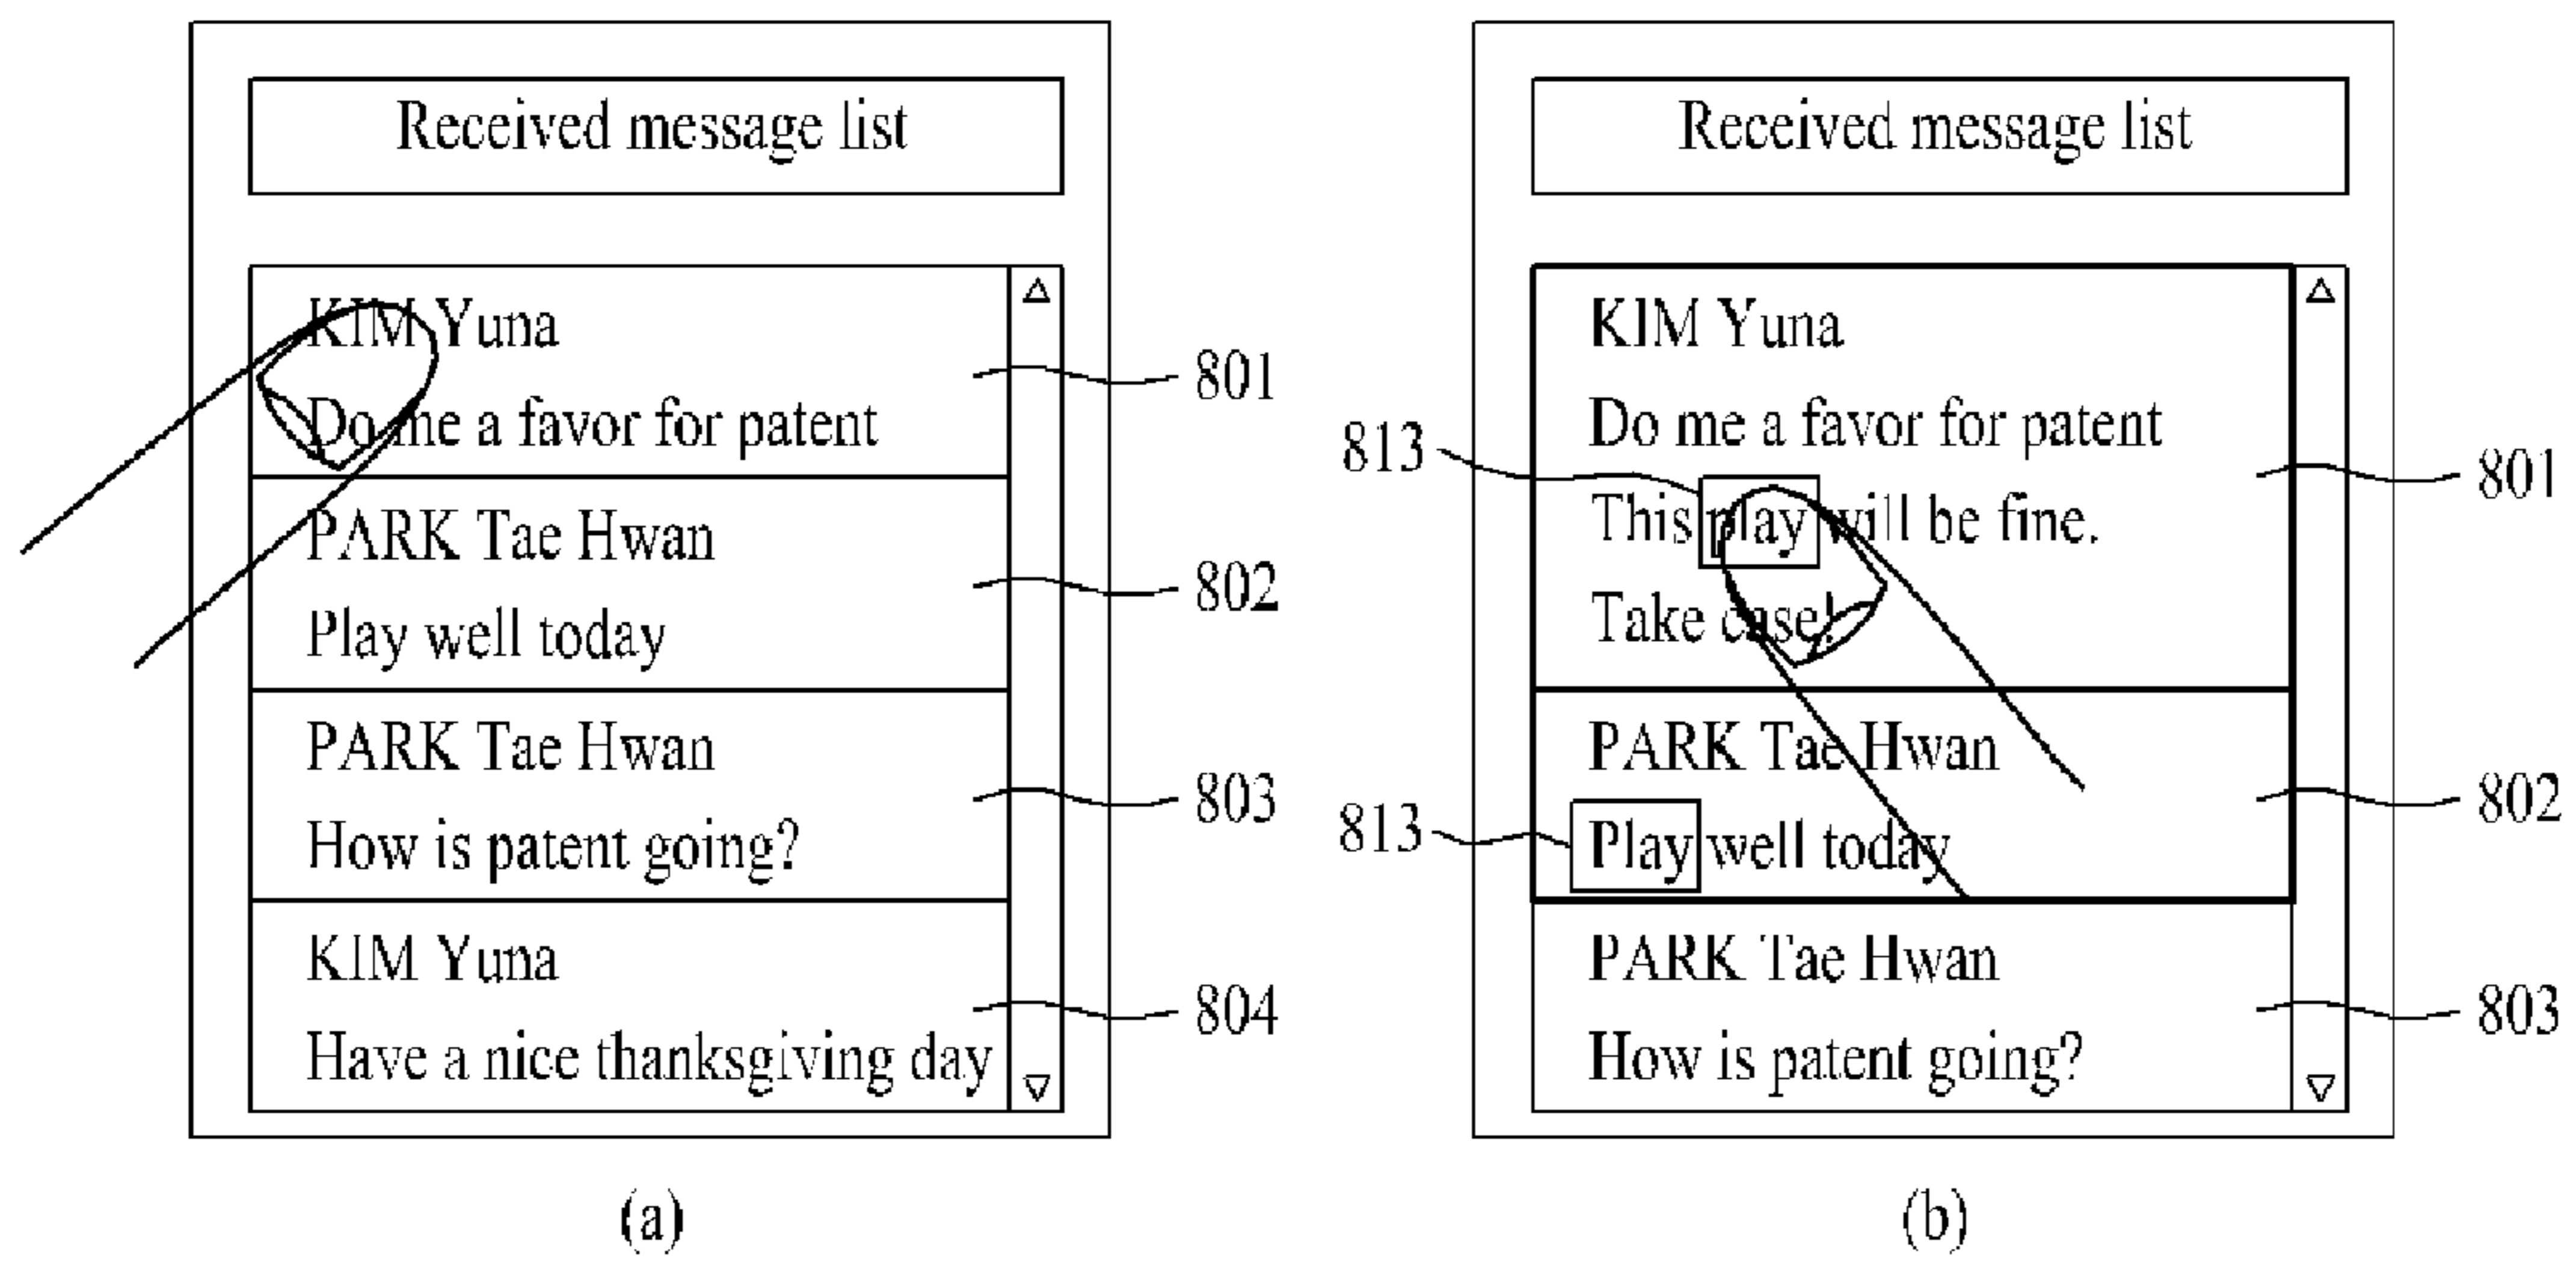 Received message list
KIM Yuna
Do me a favor for patent
801
PARK Tae Hwan
Play well today
802
PARK Tae Hwan
How is patent going?
803
KIM Yuna
Have a nice thanksgiving day
804
(a)
Received message list
KIM Yuna
Do me a favor for patent
801
813
This play will be fine.
Take case!
PARK Tae Hwan
802
813
Play well today
PARK Tae Hwan
803
How is patent going?
(b)